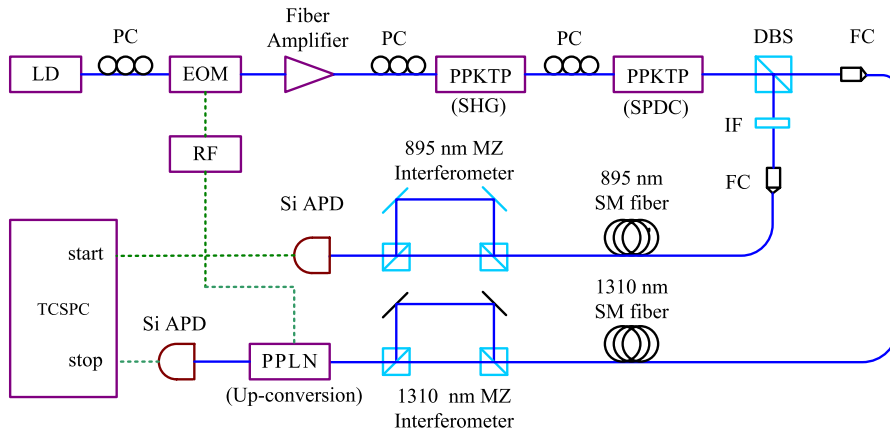 Fiber
Amplifier
PC
PC
PC
DBS
FC
LD
EOM
PPKTP
PPKTP
(SHG)
(SPDC)
IF
RF
895 nm MZ
Interferometer
FC
895 nm
SM fiber
Si APD
start
1310 nm
SM fiber
TCSPC
Si APD
stop
PPLN
(Up-conversion)
1310 nm MZ
Interferometer